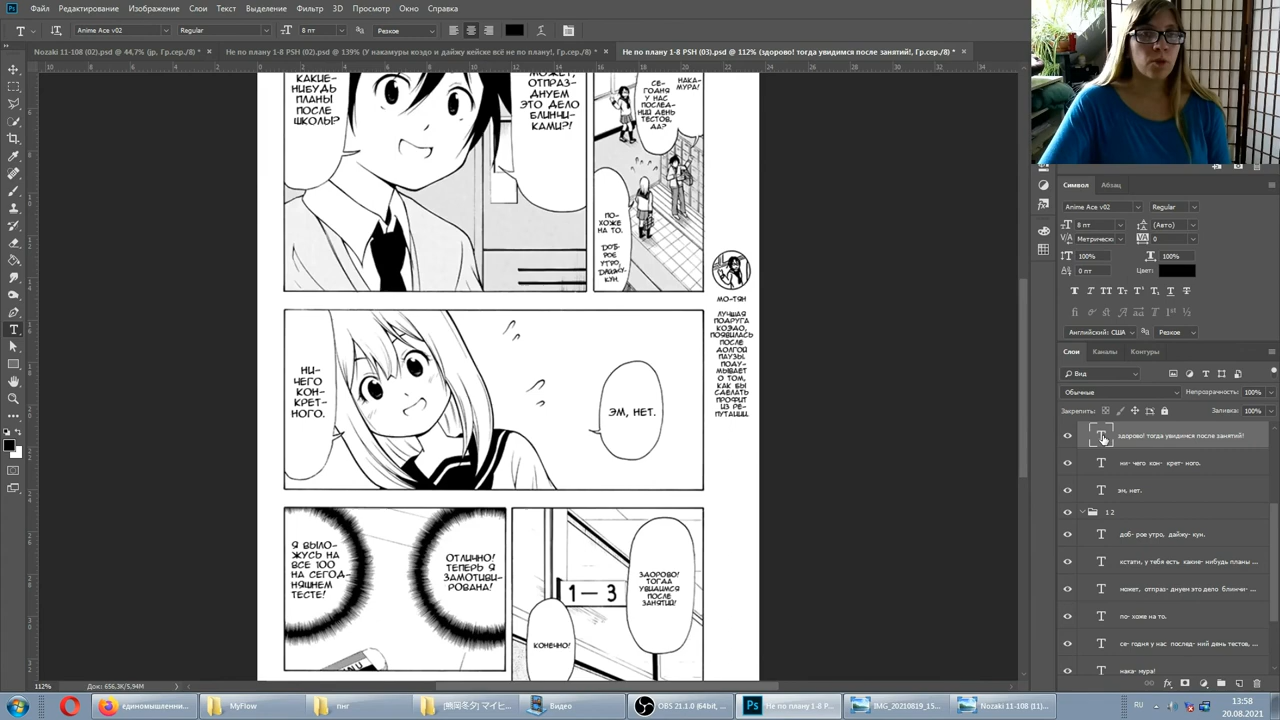 Файл Редактирование Изображение Слои Текст Выделение Фильтр 3D Просмотр Окно Справка
Anime Ace v02 Regular 8 пт Резкое
Nozaki 11-108 (02).psd @ 44,7% (jp, Гр.сер./8) *
Не по плану 1-8 PSH (02).psd @ 139% (У накамуры коэдо и дайжу кейске всё не по плану!, Гр.сер./8) *
Не по плану 1-8 PSH (03).psd @ 112% (здорово! тогда увидимся после занятий!, Гр.сер./8) *
КАКИЕ-
НИБУДЬ
ПЛАНЫ
ПОСЛЕ
ШКОЛЫ?
МОЖЕТ,
ОТПРАЗ-
ДНУЕМ
ЭТО ДЕЛО
БЛИНЧИ-
КАМИ?!
СЕ-
ГОДНЯ
У НАС
ПОСЛЕД-
НИЙ ДЕНЬ
ТЕСТОВ,
ДА?
НАКА-
МУРА!
ПО-
ХОЖЕ
НА ТО.
ДОБ-
РОЕ
УТРО,
ДАЙЖУ-
КУН.
МО-ТЯН
ЛУЧШАЯ
ПОДРУГА
КОЭДО,
ПОЯВИЛАСЬ
ПОСЛЕ
ДОЛГОЙ
ПАУЗЫ.
ПОДУ-
МЫВАЕТ
О ТОМ,
КАК БЫ
СДЕЛАТЬ
ПРОФИТ
ИЗ РЕ-
ПУТАЦИИ.
НИ-
ЧЕГО
КОН-
КРЕТ-
НОГО.
ЭМ, НЕТ.
Я ВЫЛО-
ЖУСЬ НА
ВСЕ 100
НА СЕГОД-
НЯШНЕМ
ТЕСТЕ!
ОТЛИЧНО!
ТЕПЕРЬ Я
ЗАМОТИВИ-
РОВАНА!
1—3
ЗДОРОВО!
ТОГДА
УВИДИМСЯ
ПОСЛЕ
ЗАНЯТИЙ!
КОНЕЧНО!
Символ Абзац
Anime Ace v02 Regular
8 пт (Авто)
Метрически 0
100% 100%
0 пт Цвет:
Английский: США Резкое
Слои Каналы Контуры
Вид
Обычные Непрозрачность: 100%
Закрепить: Заливка: 100%
здорово! тогда увидимся после занятий!
ни- чего кон- крет- ного.
эм, нет.
1 2
доб- рое утро, дайжу- кун.
кстати, у тебя есть какие- нибудь планы ...
может, отпраз- днуем это дело блинчи- ...
по- хоже на то.
се- годня у нас послед- ний день тестов, ...
нака- мура!
112% Док: 656,3K/5,94M
единомышленни... MyFlow пнг Видео OBS 21.1.0 (64bit, ... Не по плану 1-8 P... IMG_20210819_15... Nozaki 11-108 (02)...
RU 13:58
20.08.2021